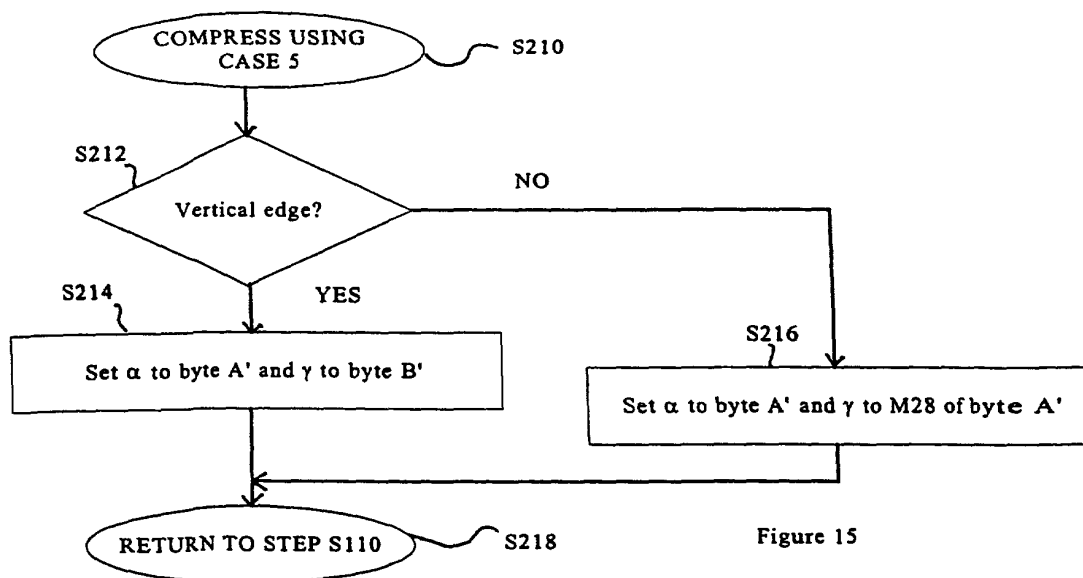 COMPRESS USING
CASE 5
S210
S212
Vertical edge?
NO
YES
S214
Set α to byte A' and γ to byte B'
S216
Set α to byte A' and γ to M28 of byte A'
RETURN TO STEP S110
S218
Figure 15